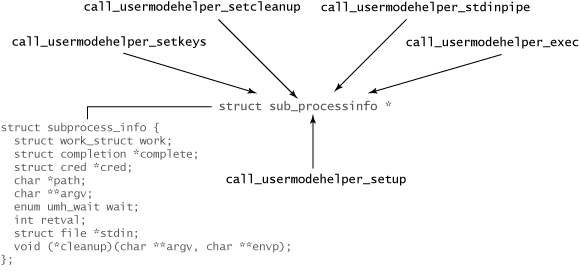 call_usermodehelper_setcleanup call_usermodehelper_stdinpipe
call_usermodehelper_setkeys call_usermodehelper_exec
struct sub_processinfo *
struct subprocess_info {
struct work_struct work;
struct completion *complete;
struct cred *cred;
char *path;
char **argv;
enum umh_wait wait;
int retval;
struct file *stdin;
void (*cleanup)(char **argv, char **envp);
};
call_usermodehelper_setup